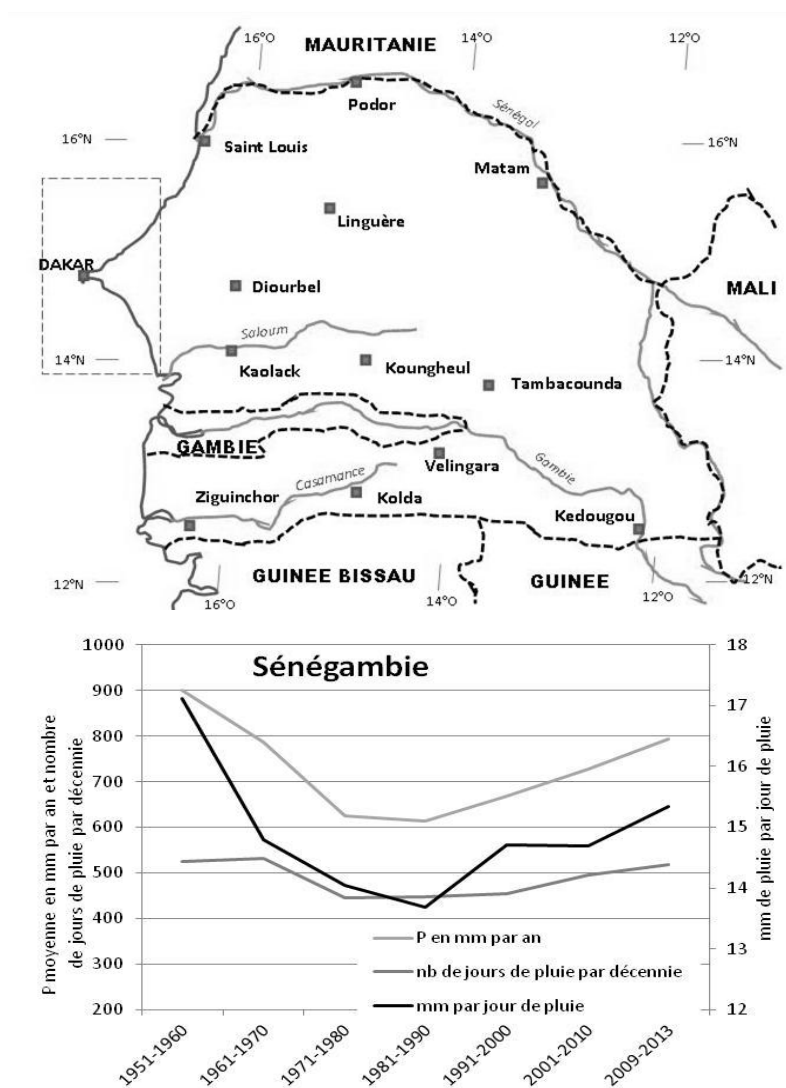 16°O
MAURITANIE
14°O
12°O
Podor
Sénégal
16°N
Saint Louis
16°N
Matam
Linguère
DAKAR
Diourbel
MALI
Saloum
14°N
14°N
Kaolack
Koungheul
Tambacounda
GAMBIE
Velingara
Casamance
Gambie
Ziguinchor
Kolda
Kedougou
GUINEE BISSAU
GUINEE
12°N
12°N
16°O
14°O
12°O
Sénégambie
P moyenne en mm par an et nombre
de jours de pluie par décennie
1000
900
800
700
600
500
400
300
200
18
17
16
15
14
13
12
mm de pluie par jour de pluie
P en mm par an
nb de jours de pluie par décennie
mm par jour de pluie
1951-1960
1961-1970
1971-1980
1981-1990
1991-2000
2001-2010
2009-2013